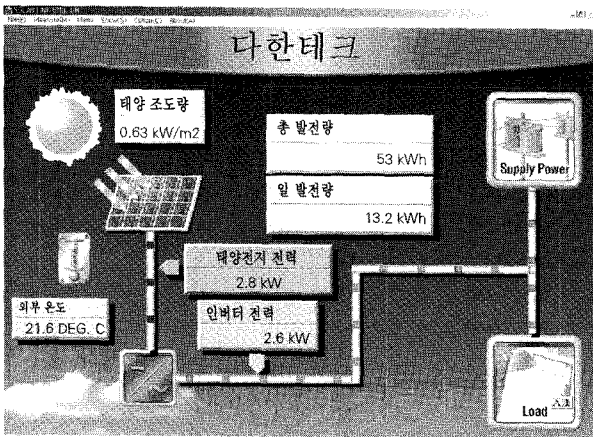 다한테크
태양 조도량
0.63 kW/m2
총 발전량
53 kWh
일 발전량
13.2 kWh
Supply Power
태양전지 전력
2.8 kW
외부 온도
21.6 DEG. C
인버터 전력
2.6 kW
Load